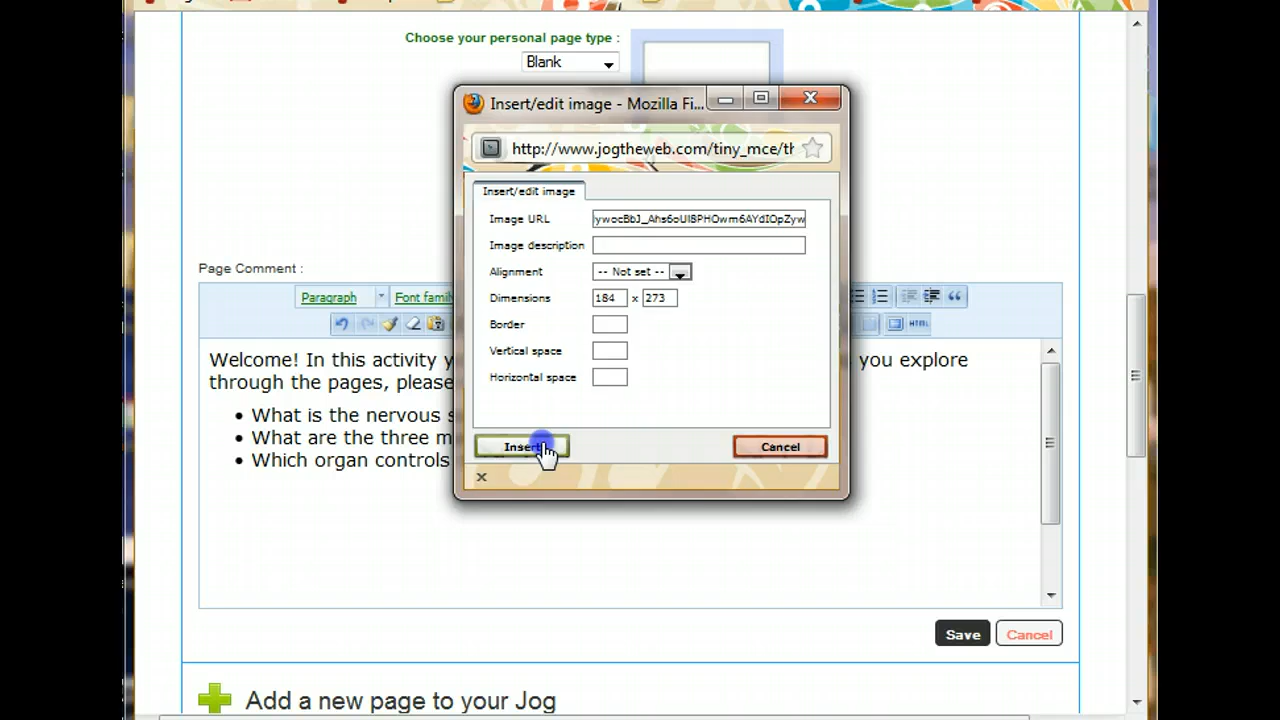 Choose your personal page type :
Blank
Insert/edit image - Mozilla Fi...
http://www.jogtheweb.com/tiny_mce/th
Insert/edit image
Image URL
Image description
Alignment -- Not set --
Dimensions 184 x 273
Border
Vertical space
Horizontal space
Insert Cancel
x
Page Comment :
Paragraph Font family
HTML
Welcome! In this activity y you explore
through the pages, please
• What is the nervous s
• What are the three m
• Which organ controls
Save Cancel
Add a new page to your Jog